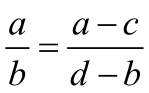 a/b = (a − c)/(d − b)